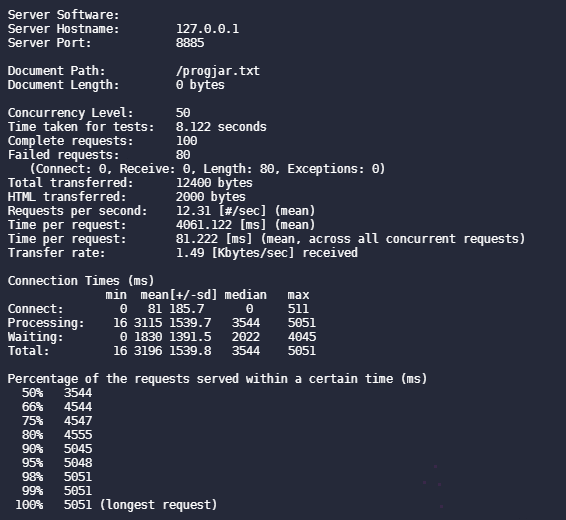 Server Software:
Server Hostname:        127.0.0.1
Server Port:            8885

Document Path:          /progjar.txt
Document Length:        0 bytes

Concurrency Level:      50
Time taken for tests:   8.122 seconds
Complete requests:      100
Failed requests:        80
   (Connect: 0, Receive: 0, Length: 80, Exceptions: 0)
Total transferred:      12400 bytes
HTML transferred:       2000 bytes
Requests per second:    12.31 [#/sec] (mean)
Time per request:       4061.122 [ms] (mean)
Time per request:       81.222 [ms] (mean, across all concurrent requests)
Transfer rate:          1.49 [Kbytes/sec] received

Connection Times (ms)
              min  mean[+/-sd] median   max
Connect:        0   81 185.7      0     511
Processing:    16 3115 1539.7   3544    5051
Waiting:        0 1830 1391.5   2022    4045
Total:         16 3196 1539.8   3544    5051

Percentage of the requests served within a certain time (ms)
  50%   3544
  66%   4544
  75%   4547
  80%   4555
  90%   5045
  95%   5048
  98%   5051
  99%   5051
 100%   5051 (longest request)